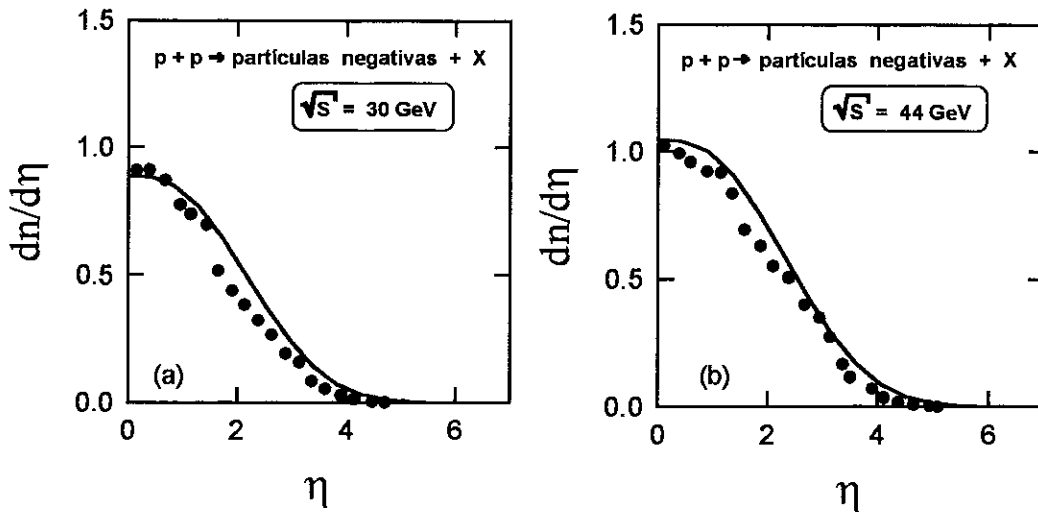 1.5
p + p → partículas negativas + X
√S = 30 GeV
1.0
dn/dη
0.5
(a)
0.0
0
2
4
6
η
1.5
p + p → partículas negativas + X
√S = 44 GeV
1.0
dn/dη
0.5
(b)
0.0
0
2
4
6
η